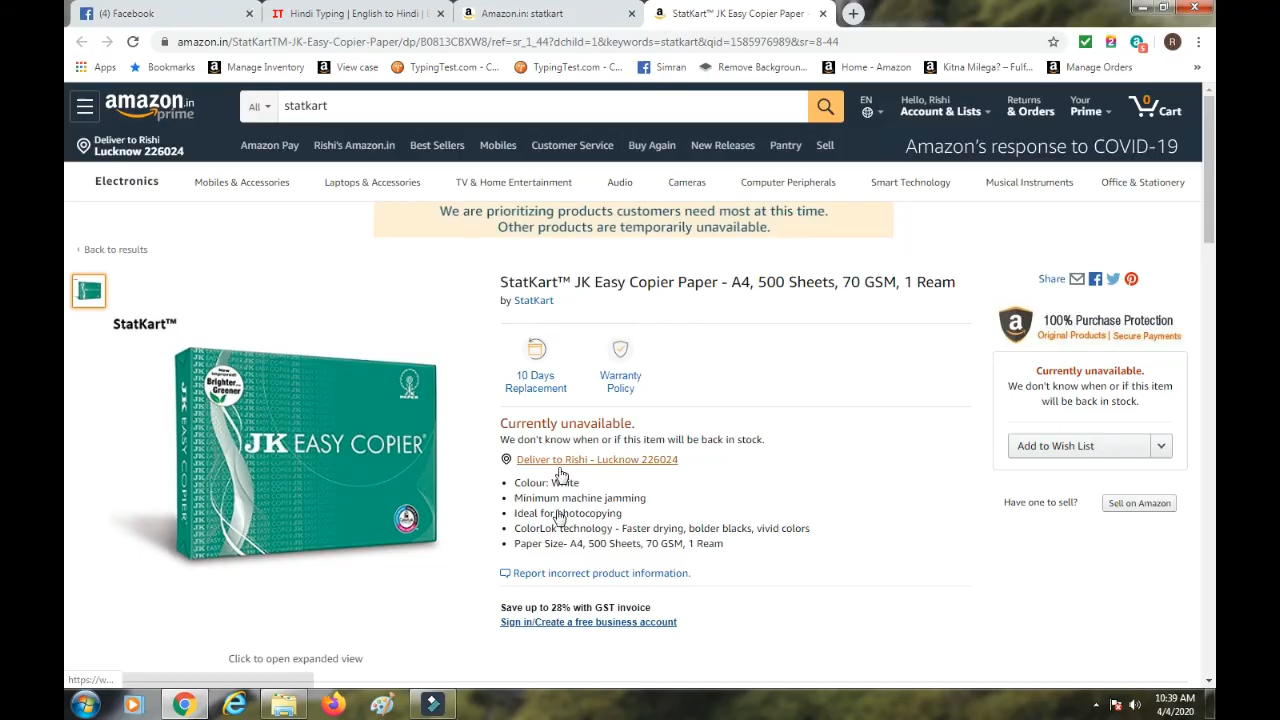 (4) Facebook
Hindi Typing | English to Hindi | E
Amazon.in: statkart
StatKart™ JK Easy Copier Paper -
amazon.in/StatKartTM-JK-Easy-Copier-Paper/dp/B0813CBXW8/ref=sr_1_44?dchild=1&keywords=statkart&qid=1585976989&sr=8-44
Apps Bookmarks Manage Inventory View case TypingTest.com - C... TypingTest.com - C... Simran Remove Backgroun... Home - Amazon Kitna Milega? – Fulf... Manage Orders »
amazon.in
prime
All
statkart
EN
Hello, Rishi
Account & Lists
Returns
& Orders
Your
Prime
0
Cart
Deliver to Rishi
Lucknow 226024
Amazon Pay Rishi's Amazon.in Best Sellers Mobiles Customer Service Buy Again New Releases Pantry Sell
Amazon's response to COVID-19
Electronics Mobiles & Accessories Laptops & Accessories TV & Home Entertainment Audio Cameras Computer Peripherals Smart Technology Musical Instruments Office & Stationery
We are prioritizing products customers need most at this time.
Other products are temporarily unavailable.
‹ Back to results
StatKart™
JK EASY COPIER
New
Improved!
Brighter..
Greener
JK EASY COPIER
Click to open expanded view
StatKart™ JK Easy Copier Paper - A4, 500 Sheets, 70 GSM, 1 Ream
by StatKart
10 Days
Replacement
Warranty
Policy
Currently unavailable.
We don't know when or if this item will be back in stock.
Deliver to Rishi - Lucknow 226024
• Colour: White
• Minimum machine jamming
• Ideal for photocopying
• ColorLok technology - Faster drying, bolder blacks, vivid colors
• Paper Size- A4, 500 Sheets, 70 GSM, 1 Ream
Report incorrect product information.
Save up to 28% with GST invoice
Sign in/Create a free business account
Share
100% Purchase Protection
Original Products | Secure Payments
Currently unavailable.
We don't know when or if this item
will be back in stock.
Add to Wish List
Have one to sell?
Sell on Amazon
https://w...
10:39 AM
4/4/2020